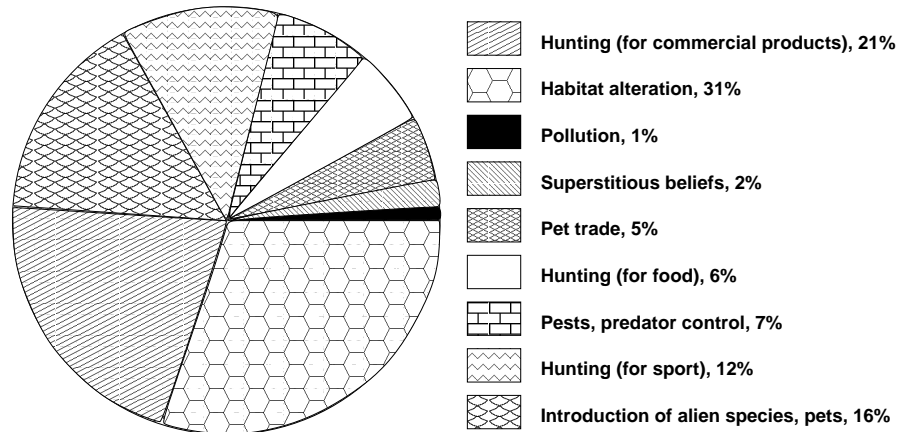 Hunting (for commercial products), 21%
Habitat alteration, 31%
Pollution, 1%
Superstitious beliefs, 2%
Pet trade, 5%
Hunting (for food), 6%
Pests, predator control, 7%
Hunting (for sport), 12%
Introduction of alien species, pets, 16%